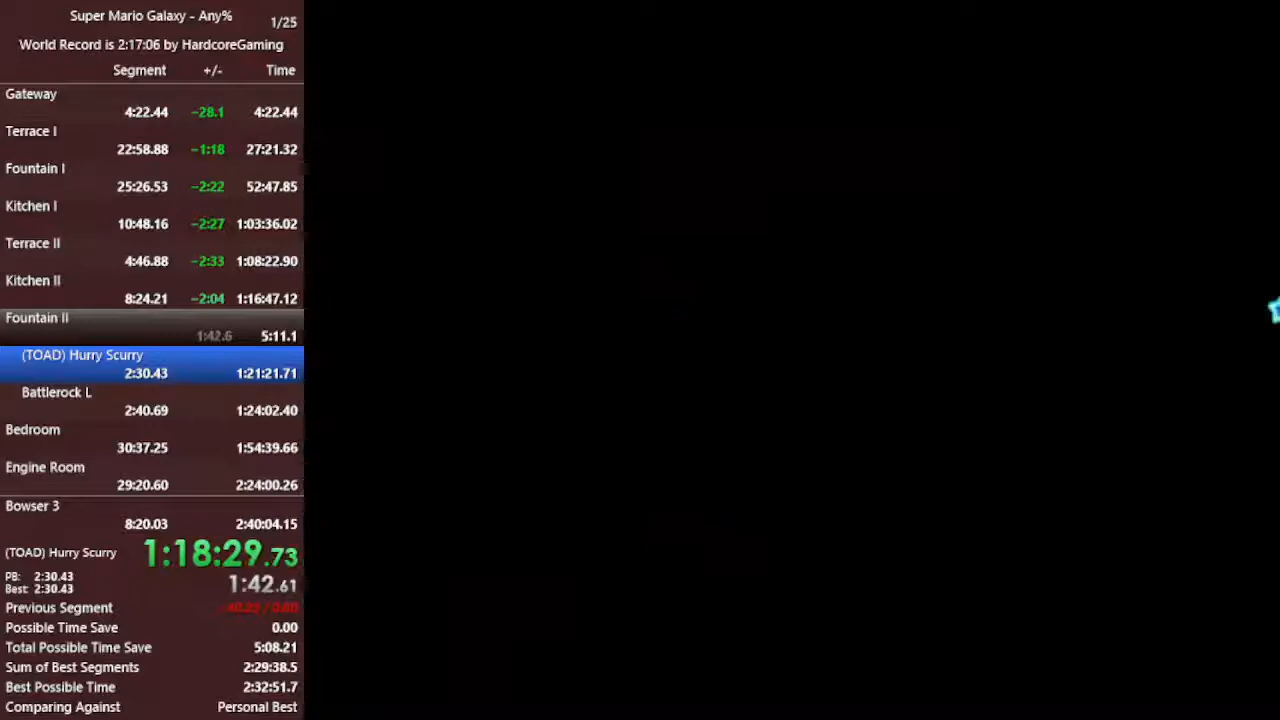 Super Mario Galaxy - Any%
1/25
World Record is 2:17:06 by HardcoreGaming
Segment +/- Time
Gateway
4:22.44 −28.1 4:22.44
Terrace I
22:58.88 −1:18 27:21.32
Fountain I
25:26.53 −2:22 52:47.85
Kitchen I
10:48.16 −2:27 1:03:36.02
Terrace II
4:46.88 −2:33 1:08:22.90
Kitchen II
8:24.21 −2:04 1:16:47.12
Fountain II
1:42.6 5:11.1
(TOAD) Hurry Scurry
2:30.43 1:21:21.71
Battlerock L
2:40.69 1:24:02.40
Bedroom
30:37.25 1:54:39.66
Engine Room
29:20.60 2:24:00.26
Bowser 3
8:20.03 2:40:04.15
(TOAD) Hurry Scurry 1:18:29.73
PB: 2:30.43
Best: 2:30.43
1:42.61
Previous Segment
Possible Time Save 0.00
Total Possible Time Save 5:08.21
Sum of Best Segments 2:29:38.5
Best Possible Time 2:32:51.7
Comparing Against Personal Best